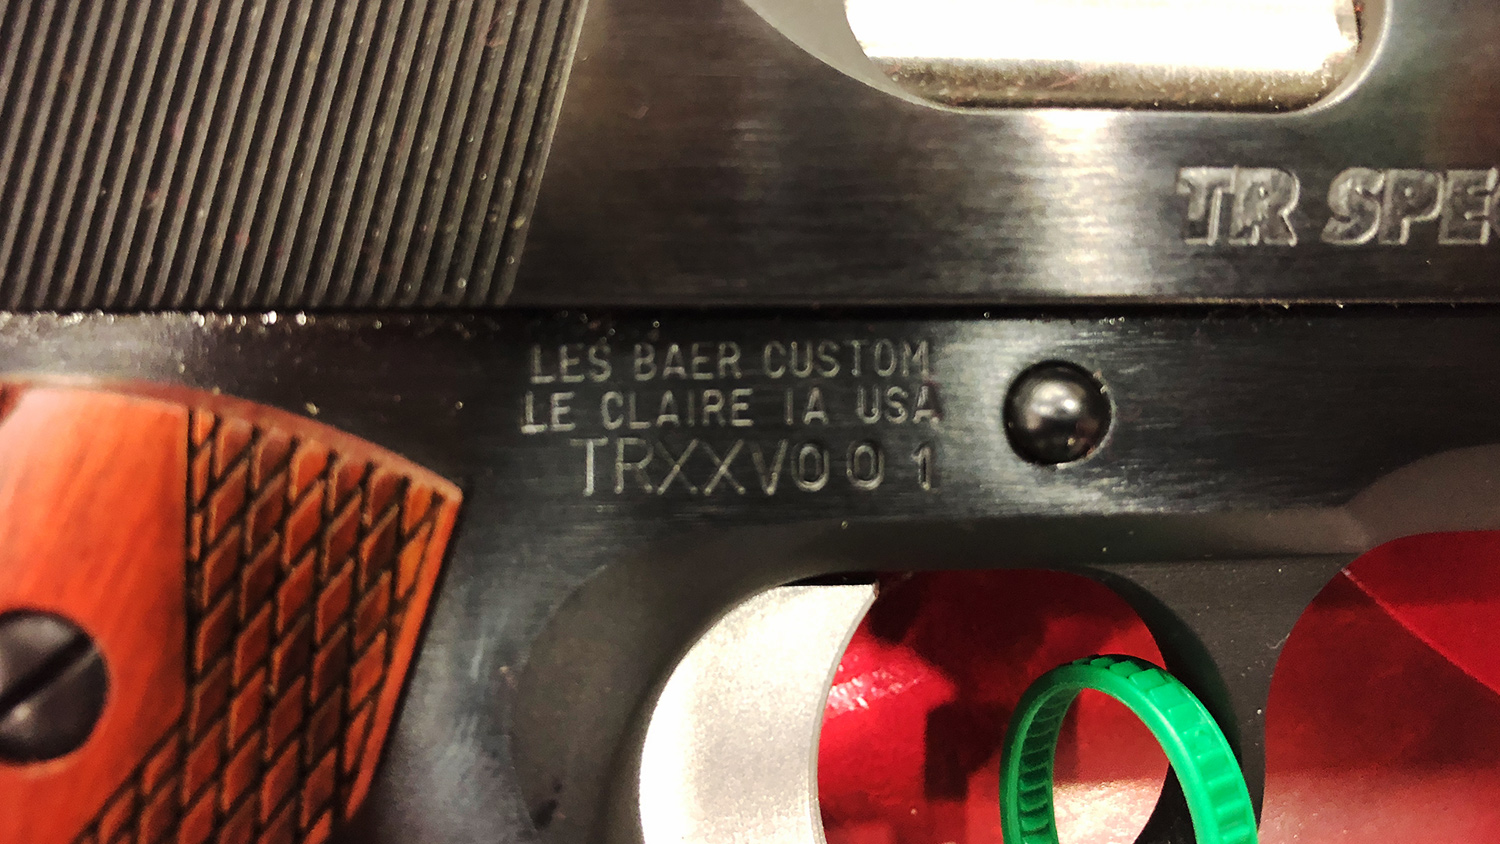 TR SPEC
LES BAER CUSTOM
LE CLAIRE IA USA
TRXXV001